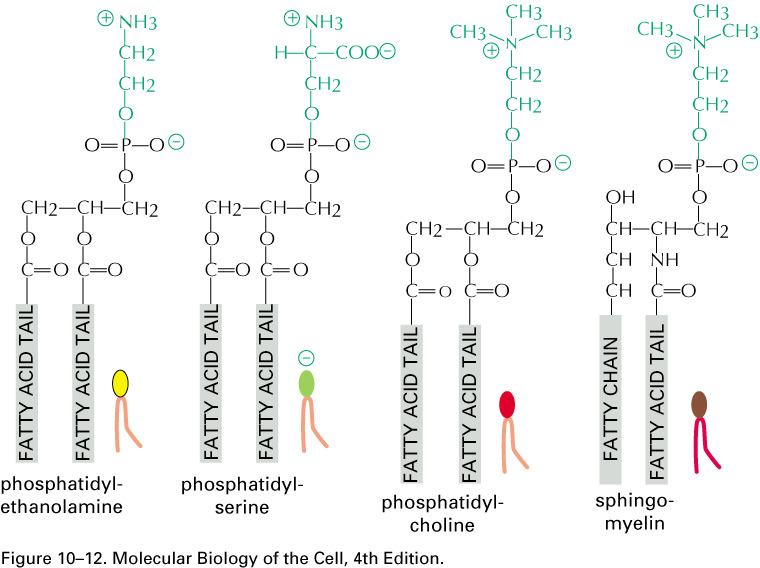 ⊕ NH3
CH2
CH2
O
O=P—O ⊖
O
CH2—CH—CH2
O O
C=O C=O
FATTY ACID TAIL
FATTY ACID TAIL
phosphatidyl-
ethanolamine
⊕ NH3
H—C—COO⊖
CH2
O
O=P—O ⊖
O
CH2—CH—CH2
O O
C=O C=O
FATTY ACID TAIL
FATTY ACID TAIL
⊖
phosphatidyl-
serine
CH3
CH3 N CH3
⊕
CH2
CH2
O
O=P—O ⊖
O
CH2—CH—CH2
O O
C=O C=O
FATTY ACID TAIL
FATTY ACID TAIL
phosphatidyl-
choline
CH3
CH3 N CH3
⊕
CH2
CH2
O
O=P—O ⊖
O
OH
CH—CH—CH2
CH NH
CH C=O
FATTY CHAIN
FATTY ACID TAIL
sphingo-
myelin
Figure 10–12. Molecular Biology of the Cell, 4th Edition.